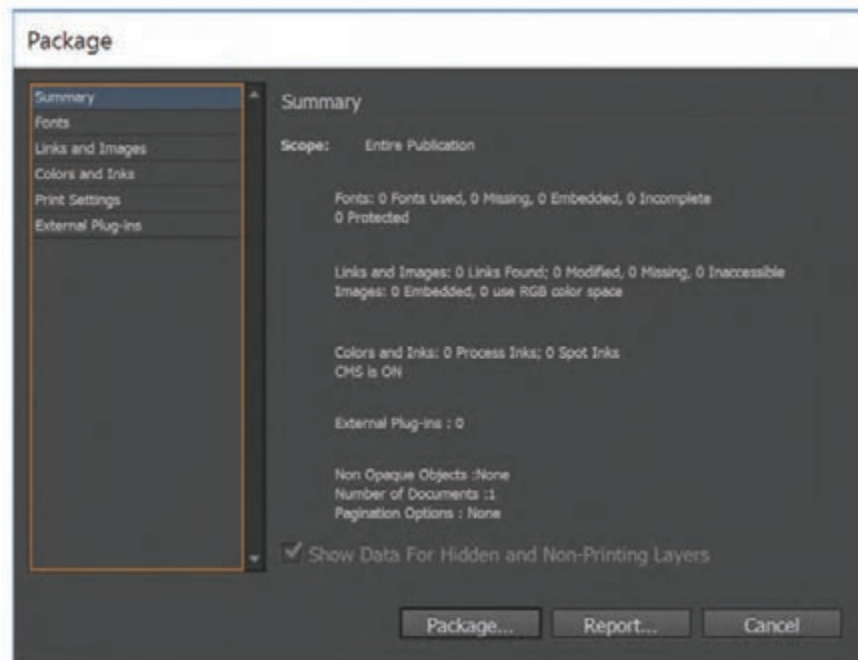 Package
Summary
Fonts
Links and Images
Colors and Inks
Print Settings
External Plug-ins
Summary
Scope: Entire Publication
Fonts: 0 Fonts Used, 0 Missing, 0 Embedded, 0 Incomplete
0 Protected
Links and Images: 0 Links Found; 0 Modified, 0 Missing, 0 Inaccessible
Images: 0 Embedded, 0 use RGB color space
Colors and Inks: 0 Process Inks; 0 Spot Inks
CMS is ON
External Plug-ins : 0
Non Opaque Objects :None
Number of Documents :1
Pagination Options : None
Show Data For Hidden and Non-Printing Layers
Package... Report... Cancel